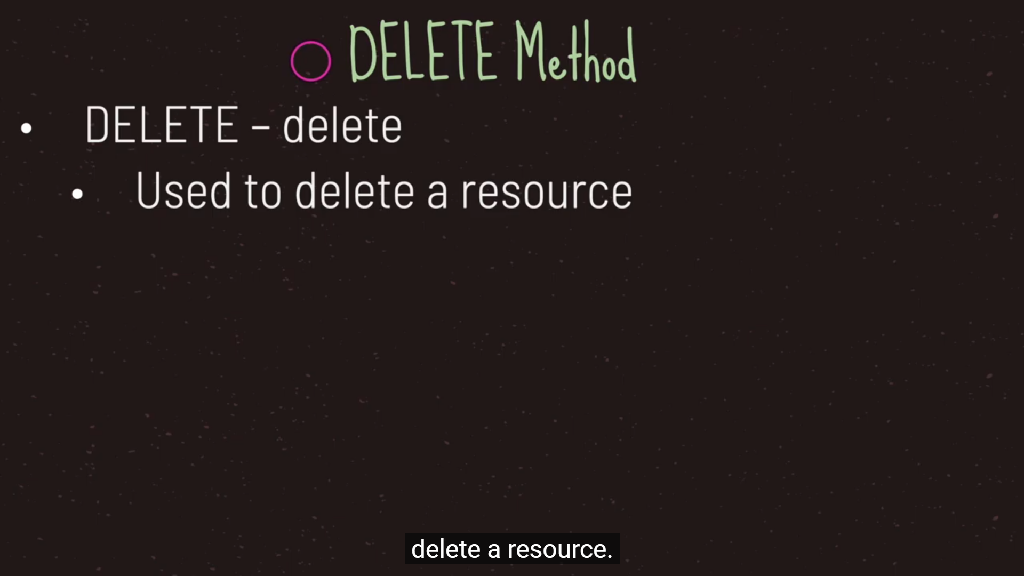 DELETE Method
• DELETE – delete
• Used to delete a resource
delete a resource.